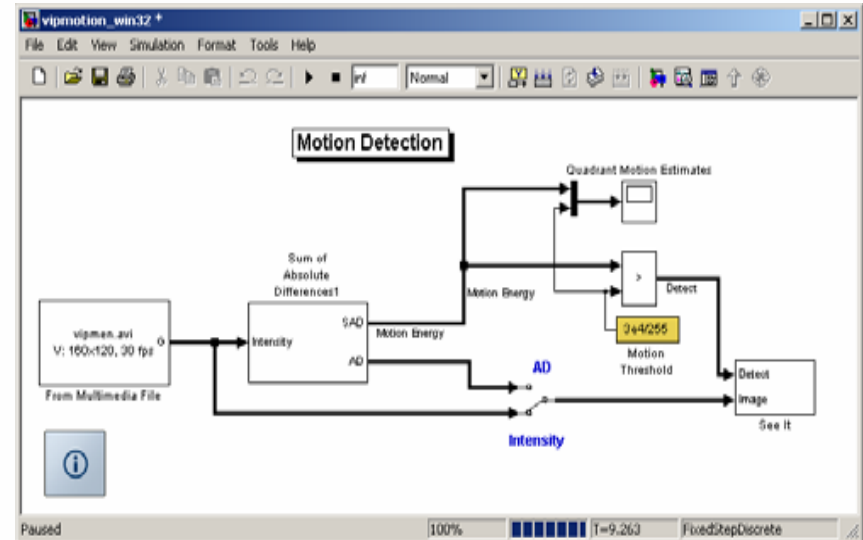 vipmotion_win32 *
File Edit View Simulation Format Tools Help
inf Normal
Motion Detection
Quadrant Motion Estimates
Sum of
Absolute
Differences1
>
Detect
Motion Energy
vipmen.avi
V: 160x120, 30 fps
From Multimedia File
Intensity
SAD
AD
Motion Energy
3e4/255
Motion
Threshold
AD
Intensity
Detect
Image
See It
Paused 100% T=9.263 FixedStepDiscrete